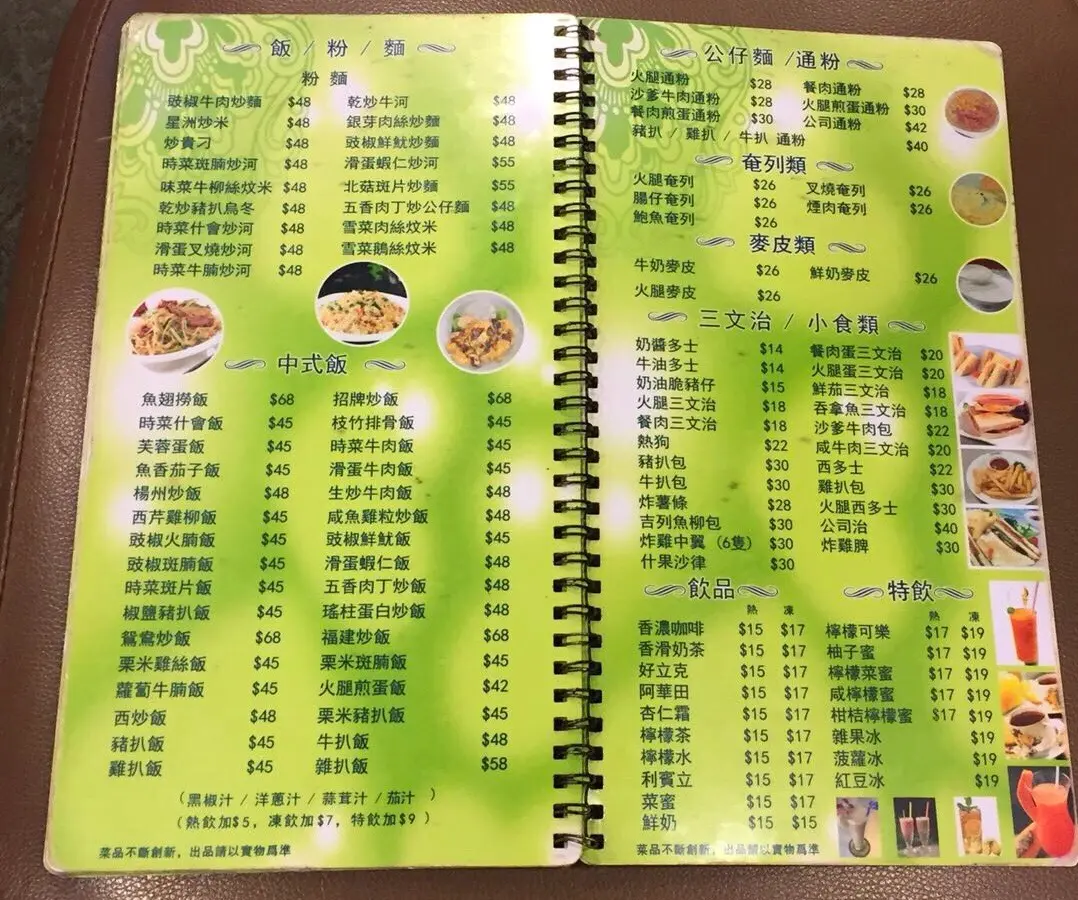 飯 / 粉 / 麵
粉 麵
豉椒牛肉炒麵 $48 乾炒牛河 $48
星洲炒米 $48 銀芽肉絲炒麵 $48
炒貴刁 $48 豉椒鮮魷炒麵 $48
時菜斑腩炒河 $48 滑蛋蝦仁炒河 $55
味菜牛柳絲炆米 $48 北菇斑片炒麵 $55
乾炒豬扒烏冬 $48 五香肉丁炒公仔麵 $48
時菜什會炒河 $48 雪菜肉絲炆米 $48
滑蛋叉燒炒河 $48 雪菜鵝絲炆米 $48
時菜牛腩炒河 $48
中式飯
魚翅撈飯 $68 招牌炒飯 $68
時菜什會飯 $45 枝竹排骨飯 $45
芙蓉蛋飯 $45 時菜牛肉飯 $45
魚香茄子飯 $45 滑蛋牛肉飯 $45
楊州炒飯 $48 生炒牛肉飯 $48
西芹雞柳飯 $45 咸魚雞粒炒飯 $48
豉椒火腩飯 $45 豉椒鮮魷飯 $48
豉椒斑腩飯 $45 滑蛋蝦仁飯 $48
時菜斑片飯 $45 五香肉丁炒飯 $48
椒鹽豬扒飯 $45 瑤柱蛋白炒飯 $48
鴛鴦炒飯 $68 福建炒飯 $68
栗米雞絲飯 $45 栗米斑腩飯 $45
蘿蔔牛腩飯 $45 火腿煎蛋飯 $42
西炒飯 $48 栗米豬扒飯 $45
豬扒飯 $45 牛扒飯 $48
雞扒飯 $45 雜扒飯 $58
(黑椒汁 / 洋蔥汁 / 蒜茸汁 / 茄汁 )
(熱飲加$5, 凍飲加$7, 特飲加$9 )
菜品不斷創新, 出品請以實物爲準
公仔麵 /通粉
火腿通粉 $28 餐肉通粉 $28
沙爹牛肉通粉 $28 火腿煎蛋通粉 $30
餐肉煎蛋通粉 $30 公司通粉 $42
豬扒 / 雞扒 / 牛扒 通粉 $40
奄列類
火腿奄列 $26 叉燒奄列 $26
腸仔奄列 $26 煙肉奄列 $26
鮑魚奄列 $26
麥皮類
牛奶麥皮 $26 鮮奶麥皮 $26
火腿麥皮 $26
三文治 / 小食類
奶醬多士 $14 餐肉蛋三文治 $20
牛油多士 $14 火腿蛋三文治 $20
奶油脆豬仔 $15 鮮茄三文治 $18
火腿三文治 $18 吞拿魚三文治 $18
餐肉三文治 $18 沙爹牛肉包 $22
熱狗 $22 咸牛肉三文治 $20
豬扒包 $30 西多士 $22
牛扒包 $30 雞扒包 $30
炸薯條 $28 火腿西多士 $30
吉列魚柳包 $30 公司治 $40
炸雞中翼 (6隻) $30 炸雞脾 $30
什果沙律 $30
飲品 特飲
熱 凍 熱 凍
香濃咖啡 $15 $17 檸檬可樂 $17 $19
香滑奶茶 $15 $17 柚子蜜 $17 $19
好立克 $15 $17 檸檬菜蜜 $17 $19
阿華田 $15 $17 咸檸檬蜜 $17 $19
杏仁霜 $15 $17 柑桔檸檬蜜 $17 $19
檸檬茶 $15 $17 雜果冰 $19
檸檬水 $15 $17 菠蘿冰 $19
利賓立 $15 $17 紅豆冰 $19
菜蜜 $15 $17
鮮奶 $15 $15
菜品不斷創新, 出品請以實物爲準